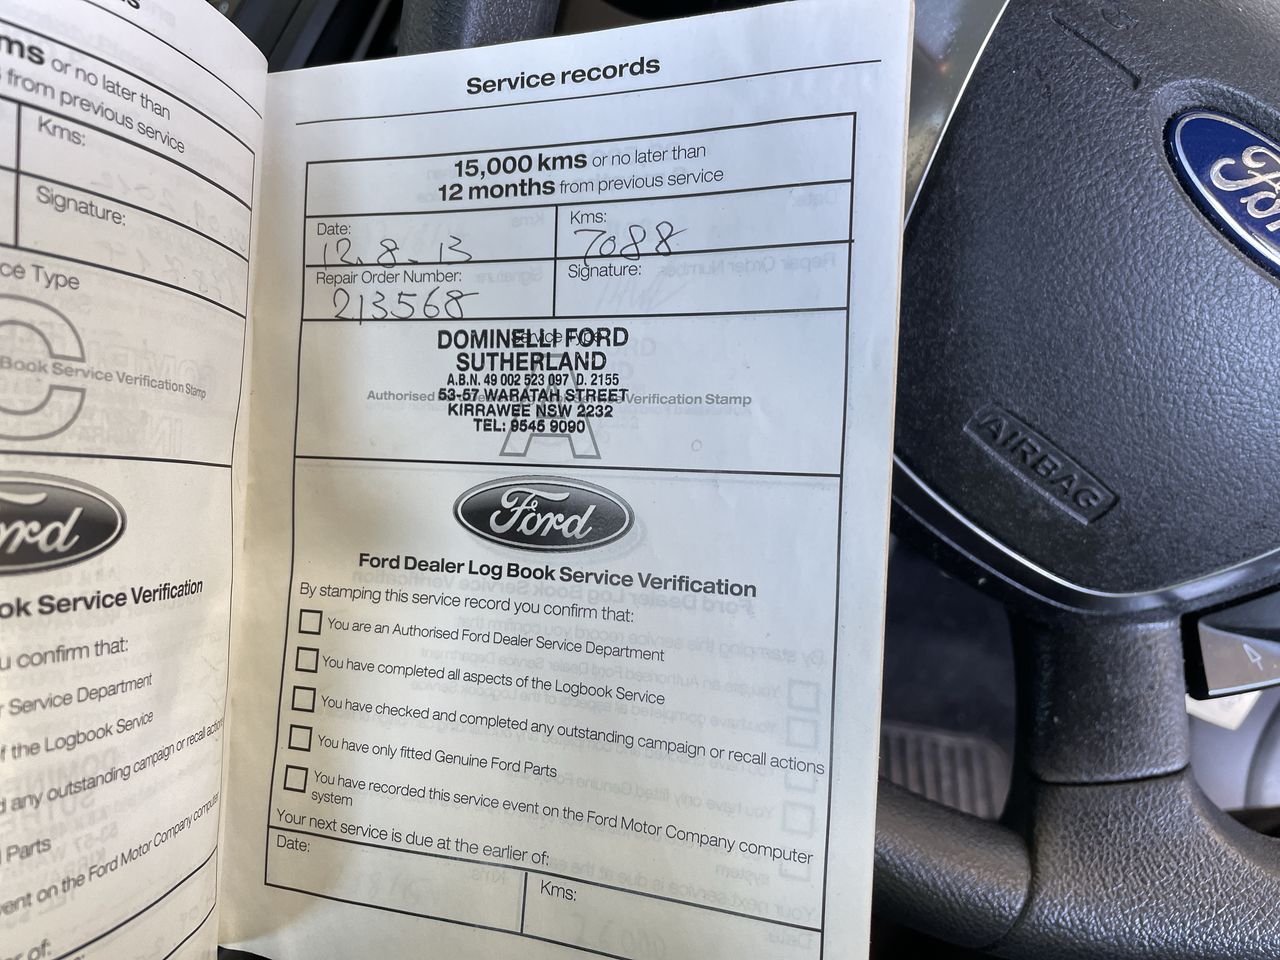 ms or no later than
from previous service
Kms:
Signature:
ce Type
C
Book Service Verification Stamp
ord
ok Service Verification
u confirm that:
Service Department
f the Logbook Service
d any outstanding campaign or recall actions
Parts
vent on the Ford Motor Company computer
of:
Service records
15,000 kms or no later than
12 months from previous service
Date:
12.8.13
Kms:
7088
Repair Order Number:
213568
Signature:
Service Type
DOMINELLI FORD
SUTHERLAND
A.B.N. 49 002 523 097 D. 2155
53-57 WARATAH STREET
Authorised Service Verification Stamp
KIRRAWEE NSW 2232
TEL: 9545 9090
A
Ford
Ford Dealer Log Book Service Verification
By stamping this service record you confirm that:
You are an Authorised Ford Dealer Service Department
You have completed all aspects of the Logbook Service
You have checked and completed any outstanding campaign or recall actions
You have only fitted Genuine Ford Parts
You have recorded this service event on the Ford Motor Company computer
system
Your next service is due at the earlier of:
Date:
Kms:
Ford
AIRBAG